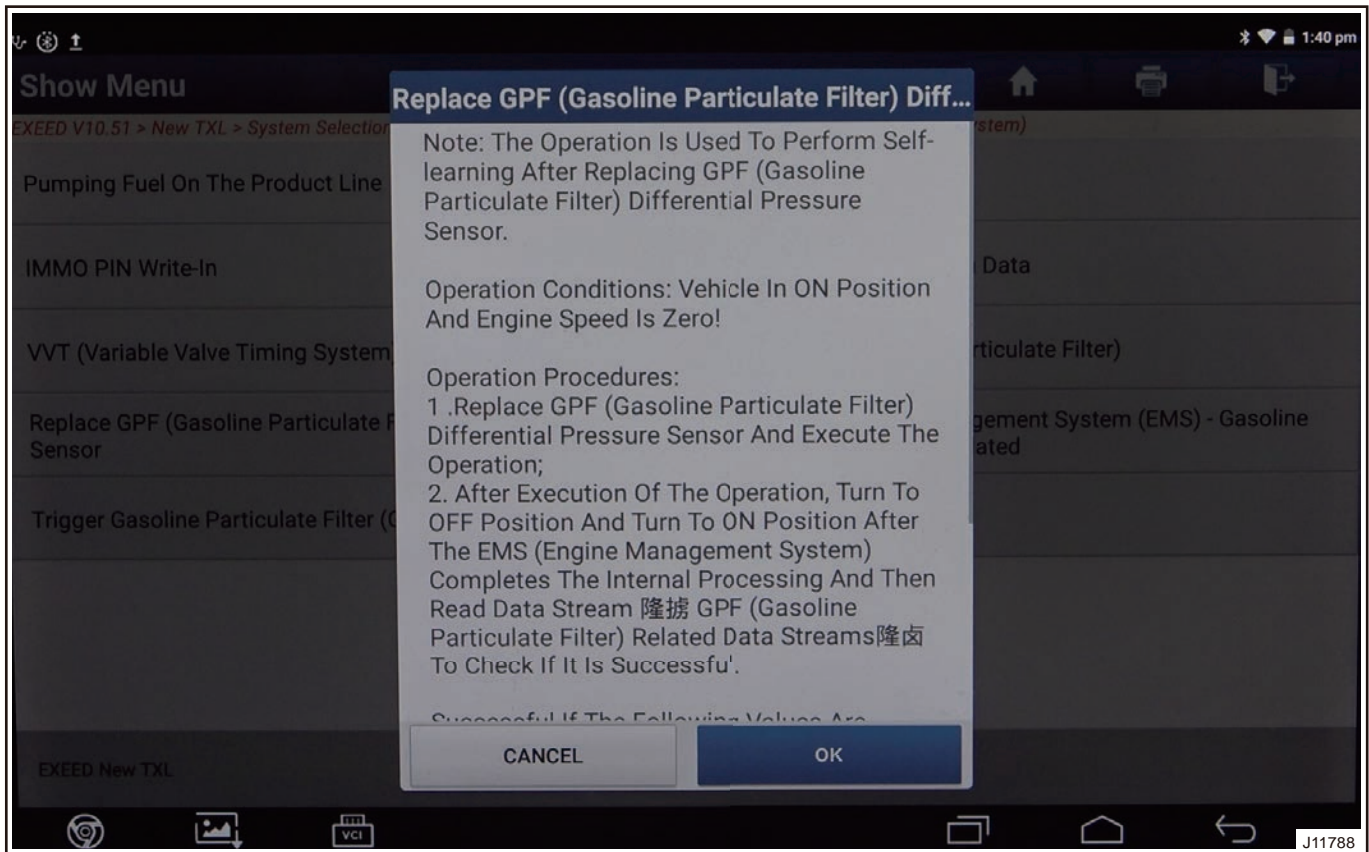 1:40 pm
Show Menu
Replace GPF (Gasoline Particulate Filter) Diff...
EXEED V10.51 > New TXL > System Selection
stem)
Note: The Operation Is Used To Perform Self-
learning After Replacing GPF (Gasoline
Particulate Filter) Differential Pressure
Sensor.
Operation Conditions: Vehicle In ON Position
And Engine Speed Is Zero!
Operation Procedures:
1 .Replace GPF (Gasoline Particulate Filter)
Differential Pressure Sensor And Execute The
Operation;
2. After Execution Of The Operation, Turn To
OFF Position And Turn To ON Position After
The EMS (Engine Management System)
Completes The Internal Processing And Then
Read Data Stream 隆掳 GPF (Gasoline
Particulate Filter) Related Data Streams隆卤
To Check If It Is Successfu'.
Successful If The Following Values Are
CANCEL
OK
Pumping Fuel On The Product Line
IMMO PIN Write-In
Data
VVT (Variable Valve Timing System
rticulate Filter)
Replace GPF (Gasoline Particulate F
Sensor
gement System (EMS) - Gasoline
ated
Trigger Gasoline Particulate Filter (G
EXEED New TXL
VCI
J11788